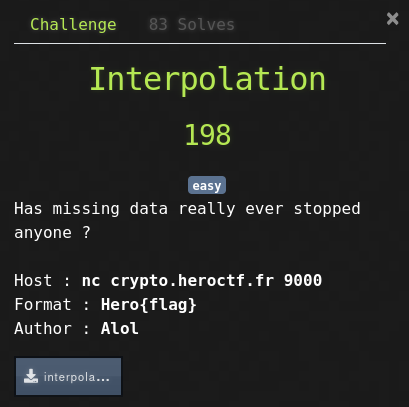 Challenge 83 Solves ×
Interpolation
198
easy
Has missing data really ever stopped
anyone ?
Host : nc crypto.heroctf.fr 9000
Format : Hero{flag}
Author : Alol
interpola...